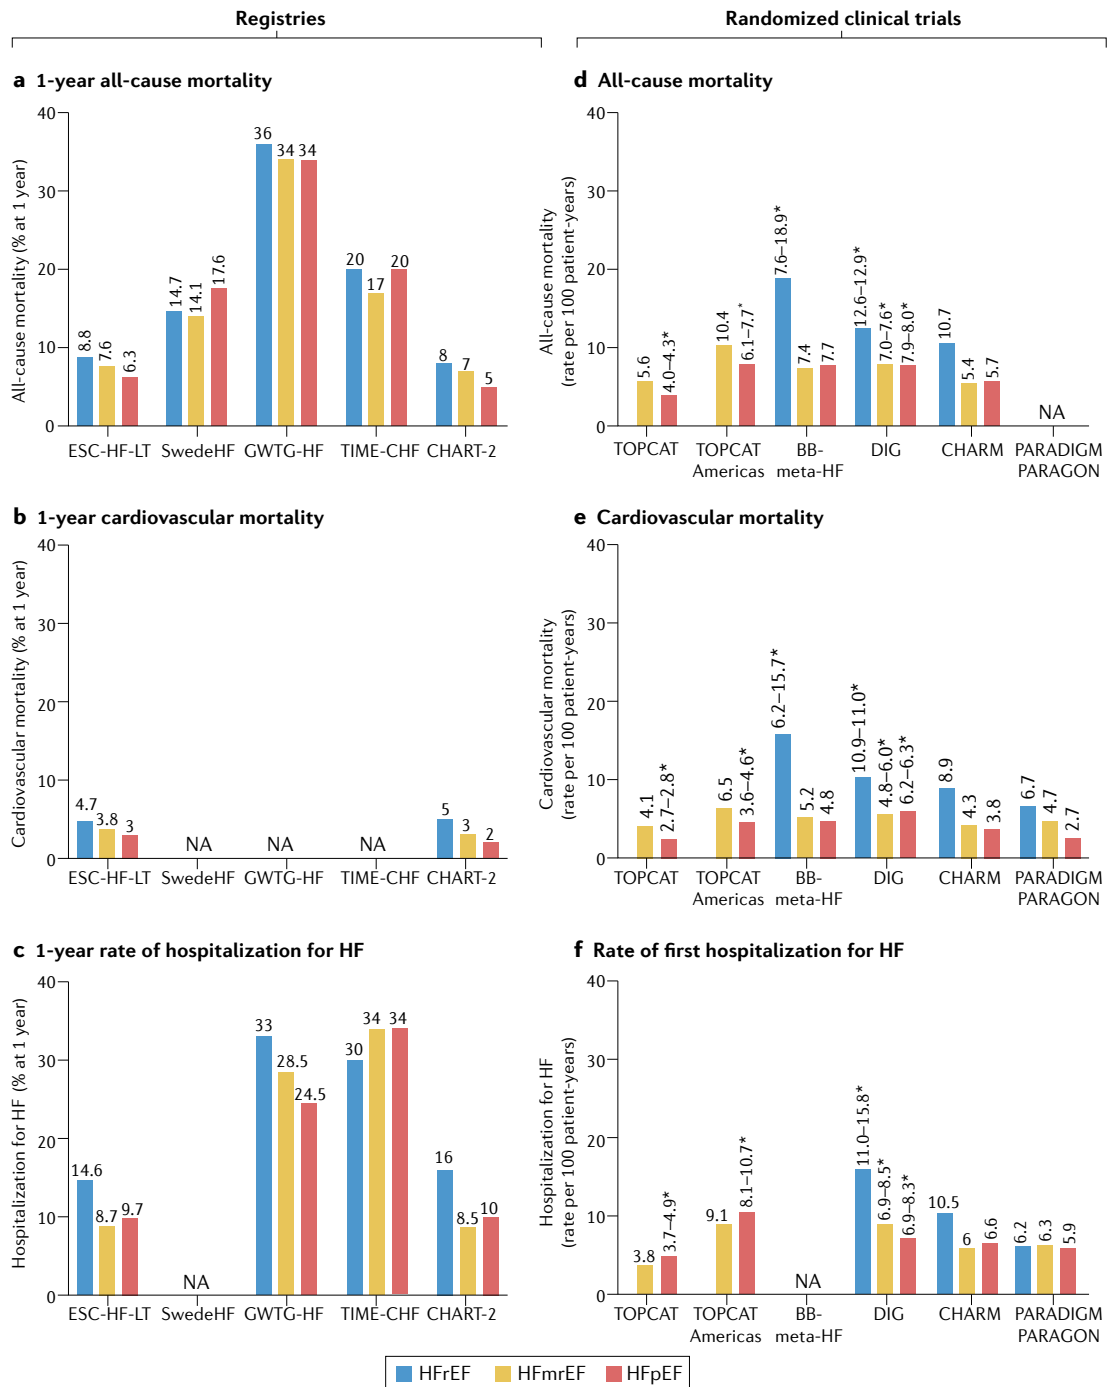 Registries
Randomized clinical trials
a 1-year all-cause mortality
All-cause mortality (% at 1 year)
40
30
20
10
0
8.8
7.6
6.3
14.7
14.1
17.6
36
34
34
20
17
20
8
7
5
ESC-HF-LT
SwedeHF
GWTG-HF
TIME-CHF
CHART-2
d All-cause mortality
All-cause mortality
(rate per 100 patient-years)
40
30
20
10
0
5.6
4.0–4.3*
10.4
6.1–7.7*
7.6–18.9*
7.4
7.7
12.6–12.9*
7.0–7.6*
7.9–8.0*
10.7
5.4
5.7
NA
TOPCAT
TOPCAT
Americas
BB-
meta-HF
DIG
CHARM
PARADIGM
PARAGON
b 1-year cardiovascular mortality
Cardiovascular mortality (% at 1 year)
40
30
20
10
0
4.7
3.8
3
NA
NA
NA
5
3
2
ESC-HF-LT
SwedeHF
GWTG-HF
TIME-CHF
CHART-2
e Cardiovascular mortality
Cardiovascular mortality
(rate per 100 patient-years)
40
30
20
10
0
4.1
2.7–2.8*
6.5
3.6–4.6*
6.2–15.7*
5.2
4.8
10.9–11.0*
4.8–6.0*
6.2–6.3*
8.9
4.3
3.8
6.7
4.7
2.7
TOPCAT
TOPCAT
Americas
BB-
meta-HF
DIG
CHARM
PARADIGM
PARAGON
c 1-year rate of hospitalization for HF
Hospitalization for HF (% at 1 year)
40
30
20
10
0
14.6
8.7
9.7
NA
33
28.5
24.5
30
34
34
16
8.5
10
ESC-HF-LT
SwedeHF
GWTG-HF
TIME-CHF
CHART-2
f Rate of first hospitalization for HF
Hospitalization for HF
(rate per 100 patient-years)
40
30
20
10
0
3.8
3.7–4.9*
9.1
8.1–10.7*
NA
11.0–15.8*
6.9–8.5*
6.9–8.3*
10.5
6
6.6
6.2
6.3
5.9
TOPCAT
TOPCAT
Americas
BB-
meta-HF
DIG
CHARM
PARADIGM
PARAGON
HFrEF
HFmrEF
HFpEF